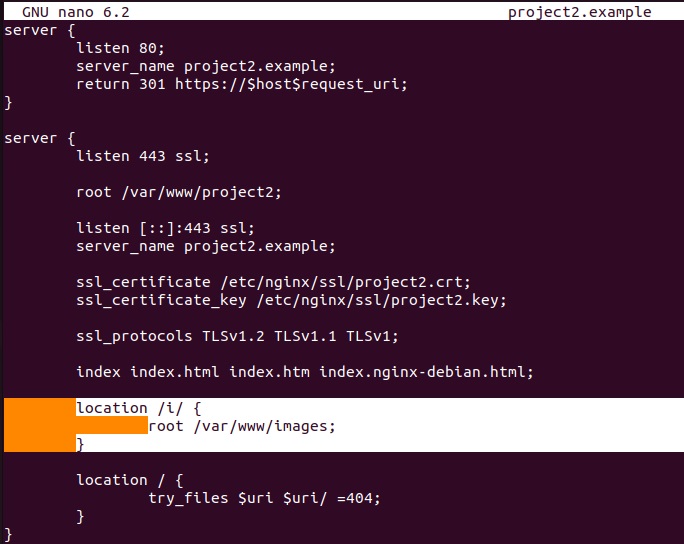 GNU nano 6.2 project2.example
server {
listen 80;
server_name project2.example;
return 301 https://$host$request_uri;
}
server {
listen 443 ssl;
root /var/www/project2;
listen [::]:443 ssl;
server_name project2.example;
ssl_certificate /etc/nginx/ssl/project2.crt;
ssl_certificate_key /etc/nginx/ssl/project2.key;
ssl_protocols TLSv1.2 TLSv1.1 TLSv1;
index index.html index.htm index.nginx-debian.html;
location /i/ {
root /var/www/images;
}
location / {
try_files $uri $uri/ =404;
}
}